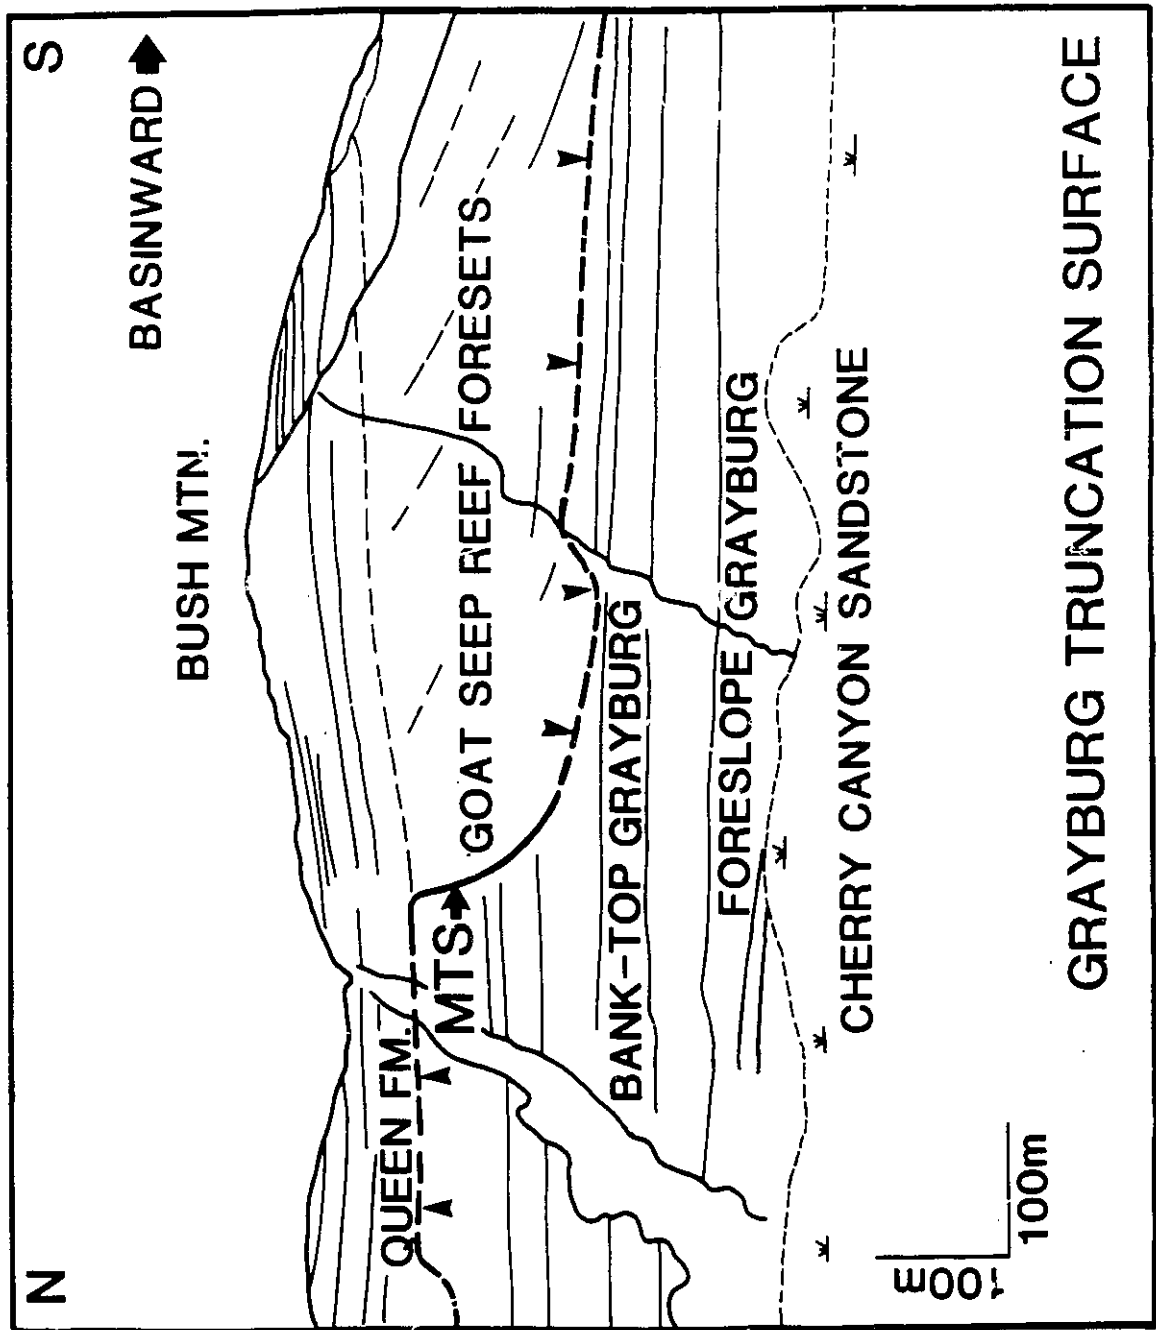 N
S
BUSH MTN.
BASINWARD
QUEEN FM.
MTS
GOAT SEEP REEF FORESETS
BANK-TOP GRAYBURG
FORESLOPE GRAYBURG
CHERRY CANYON SANDSTONE
100m
100m
GRAYBURG TRUNCATION SURFACE